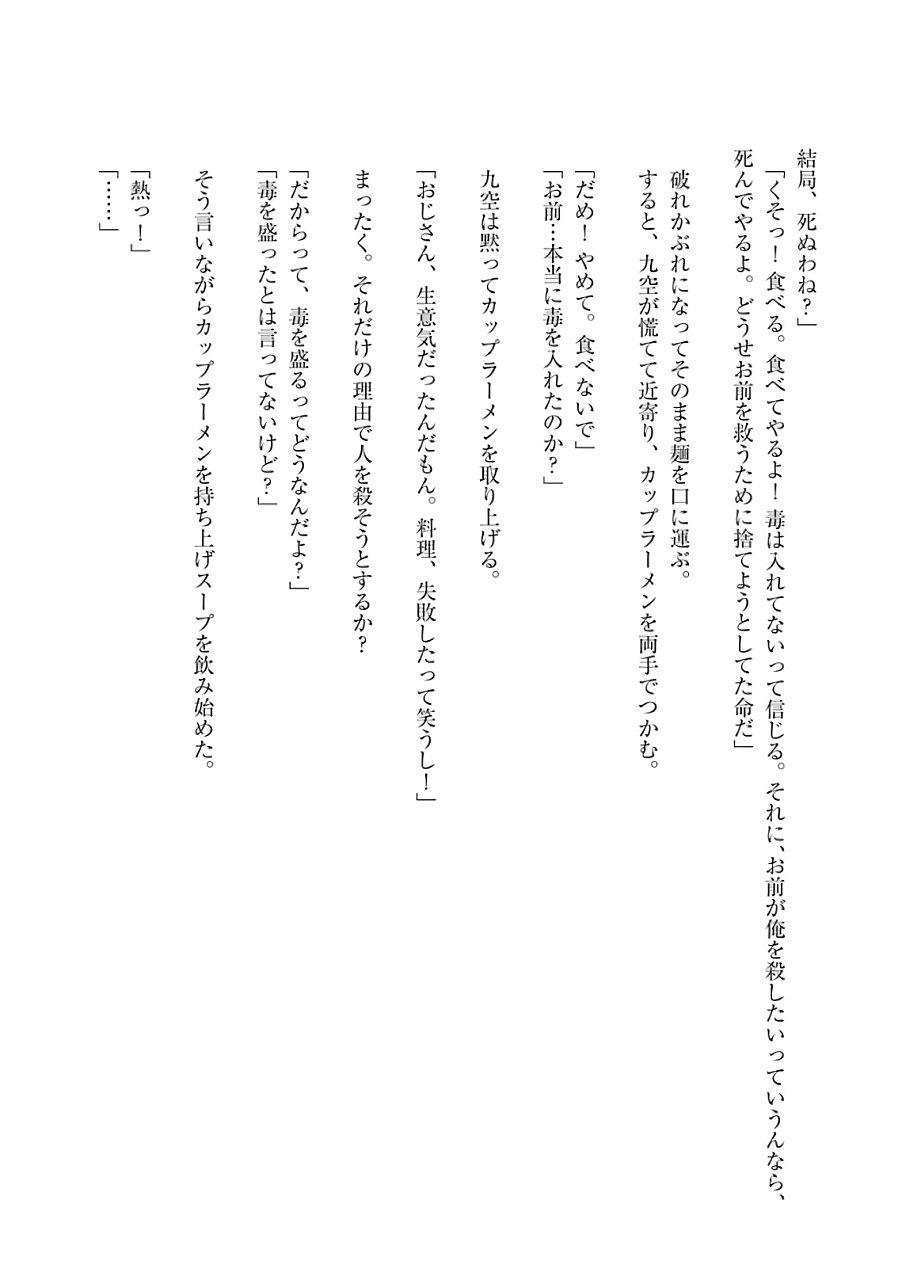 結局、死ぬわね?」
「くそっ! 食べる。食べてやるよ! 毒は入れてないって信じる。それに、お前が俺を殺したいっていうんなら、
死んでやるよ。どうせお前を救うために捨てようとしてた命だ」
破れかぶれになってそのまま麺を口に運ぶ。
すると、九空が慌てて近寄り、カップラーメンを両手でつかむ。
「だめ! やめて。食べないで」
「お前…本当に毒を入れたのか?」
九空は黙ってカップラーメンを取り上げる。
「おじさん、生意気だったんだもん。料理、失敗したって笑うし!」
まったく。それだけの理由で人を殺そうとするか?
「だからって、毒を盛るってどうなんだよ?」
「毒を盛ったとは言ってないけど?」
そう言いながらカップラーメンを持ち上げスープを飲み始めた。
「熱っ!」
「……」